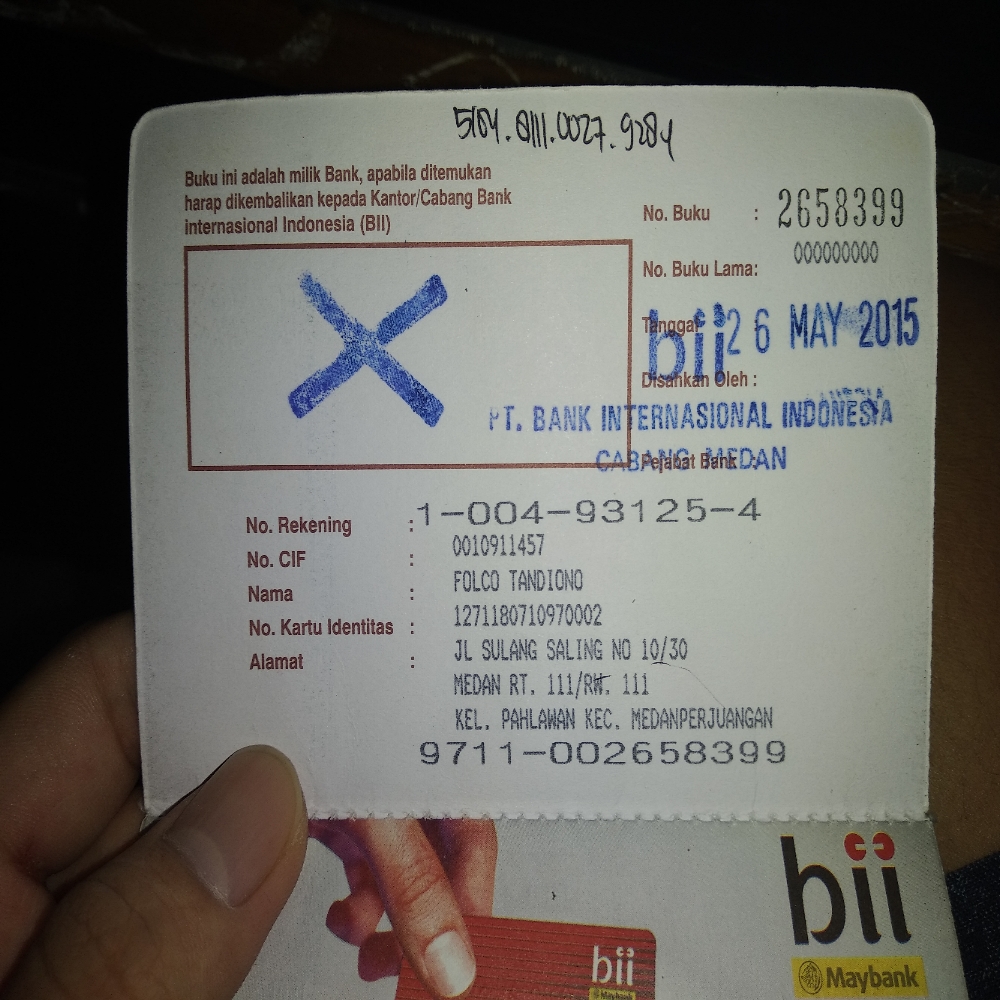 5184.8111.0027.9284
Buku ini adalah milik Bank, apabila ditemukan
harap dikembalikan kepada Kantor/Cabang Bank
internasional Indonesia (BII)
No. Buku : 2658399
000000000
No. Buku Lama:
Tanggal
bii 26 MAY 2015
Disahkan Oleh :
PT. BANK INTERNASIONAL INDONESIA
CABANG MEDAN
Pejabat Bank :
No. Rekening : 1-004-93125-4
No. CIF : 0010911457
Nama : FOLCO TANDIONO
No. Kartu Identitas : 1271180710970002
Alamat : JL SULANG SALING NO 10/30
MEDAN RT. 111/RW. 111
KEL. PAHLAWAN KEC. MEDANPERJUANGAN
9711-002658399
bii
Maybank
bii
Maybank